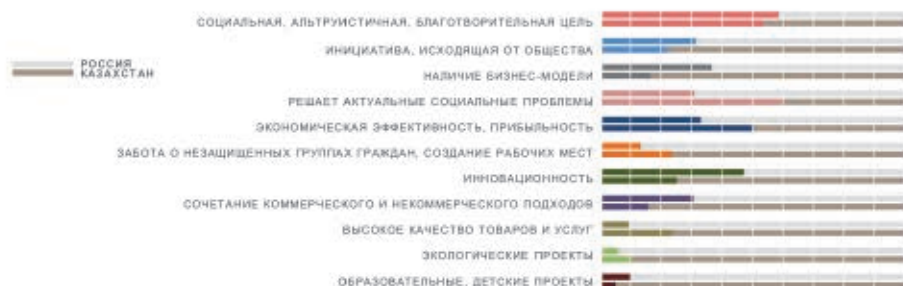 СОЦИАЛЬНАЯ, АЛЬТРУИСТИЧНАЯ, БЛАГОТВОРИТЕЛЬНАЯ ЦЕЛЬ
ИНИЦИАТИВА, ИСХОДЯЩАЯ ОТ ОБЩЕСТВА
РОССИЯ
КАЗАХСТАН
НАЛИЧИЕ БИЗНЕС-МОДЕЛИ
РЕШАЕТ АКТУАЛЬНЫЕ СОЦИАЛЬНЫЕ ПРОБЛЕМЫ
ЭКОНОМИЧЕСКАЯ ЭФФЕКТИВНОСТЬ, ПРИБЫЛЬНОСТЬ
ЗАБОТА О НЕЗАЩИЩЕННЫХ ГРУППАХ ГРАЖДАН, СОЗДАНИЕ РАБОЧИХ МЕСТ
ИННОВАЦИОННОСТЬ
СОЧЕТАНИЕ КОММЕРЧЕСКОГО И НЕКОММЕРЧЕСКОГО ПОДХОДОВ
ВЫСОКОЕ КАЧЕСТВО ТОВАРОВ И УСЛУГ
ЭКОЛОГИЧЕСКИЕ ПРОЕКТЫ
ОБРАЗОВАТЕЛЬНЫЕ, ДЕТСКИЕ ПРОЕКТЫ